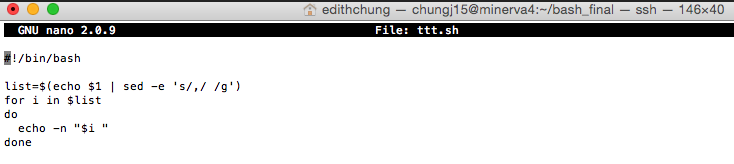 edithchung — chungj15@minerva4:~/bash_final — ssh — 146×40
GNU nano 2.0.9 File: ttt.sh
#!/bin/bash
list=$(echo $1 | sed -e 's/,/ /g')
for i in $list
do
  echo -n "$i "
done